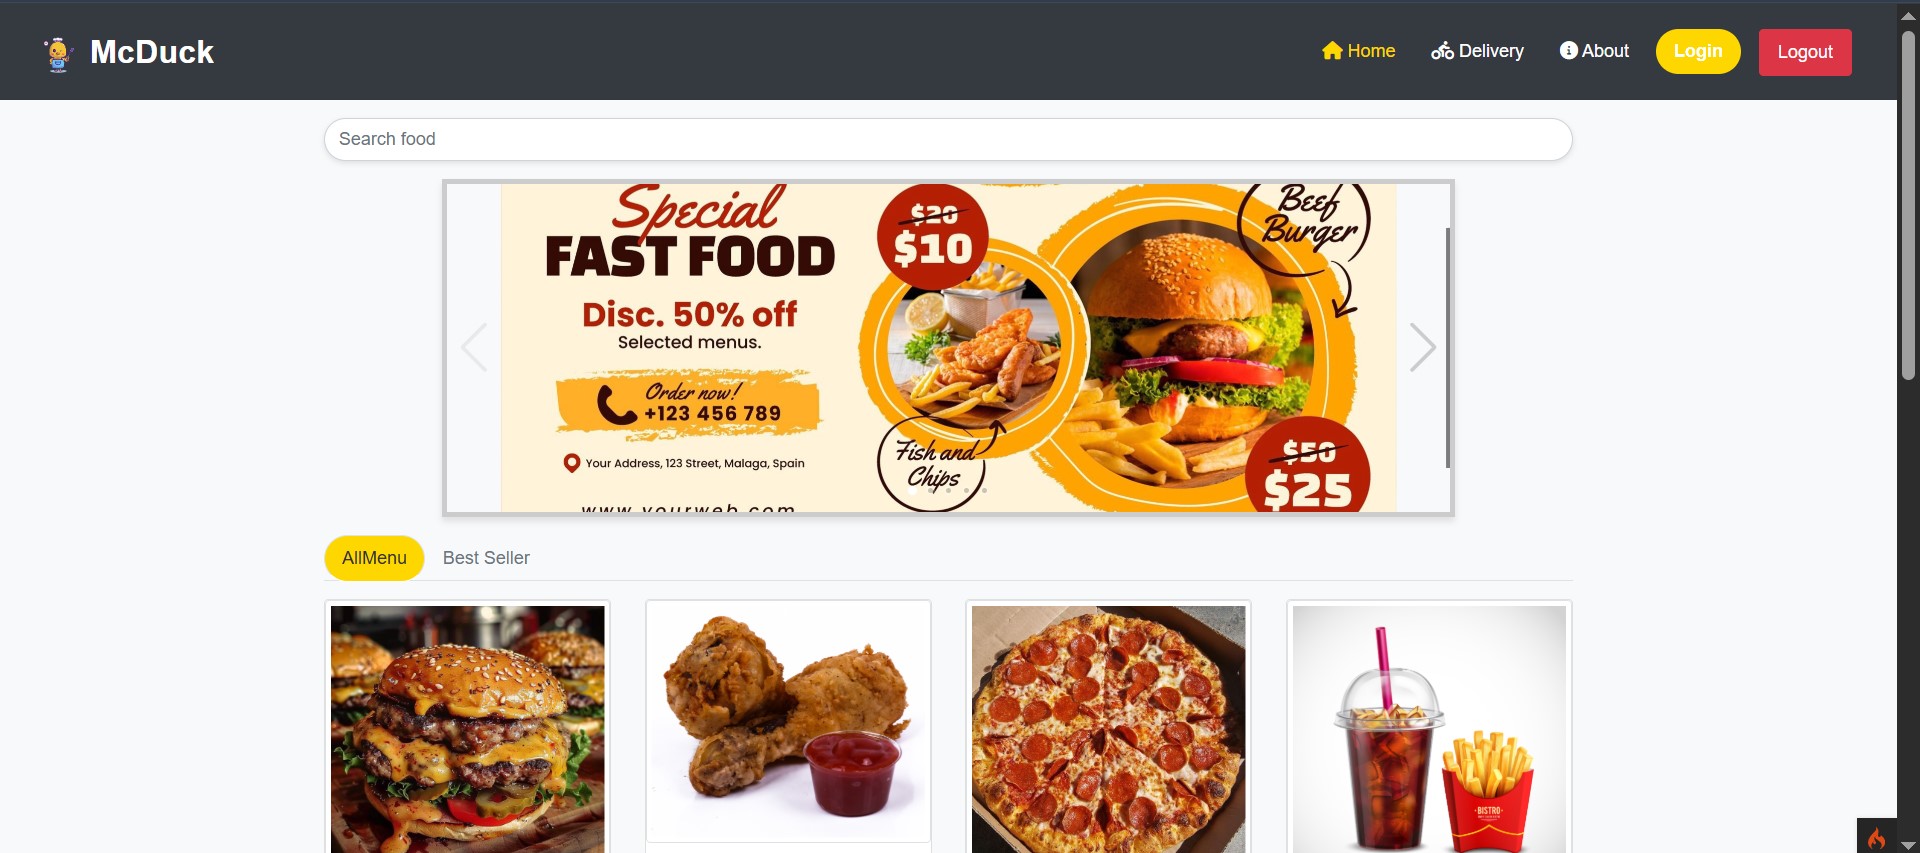 McDuck
Home
Delivery
About
Login
Logout
Search food
Special
FAST FOOD
Disc. 50% off
Selected menus.
Order now!
+123 456 789
Your Address, 123 Street, Malaga, Spain
www.yourweb.com
$20
$10
Fish and
Chips
Beef
Burger
$50
$25
AllMenu
Best Seller
BISTRO